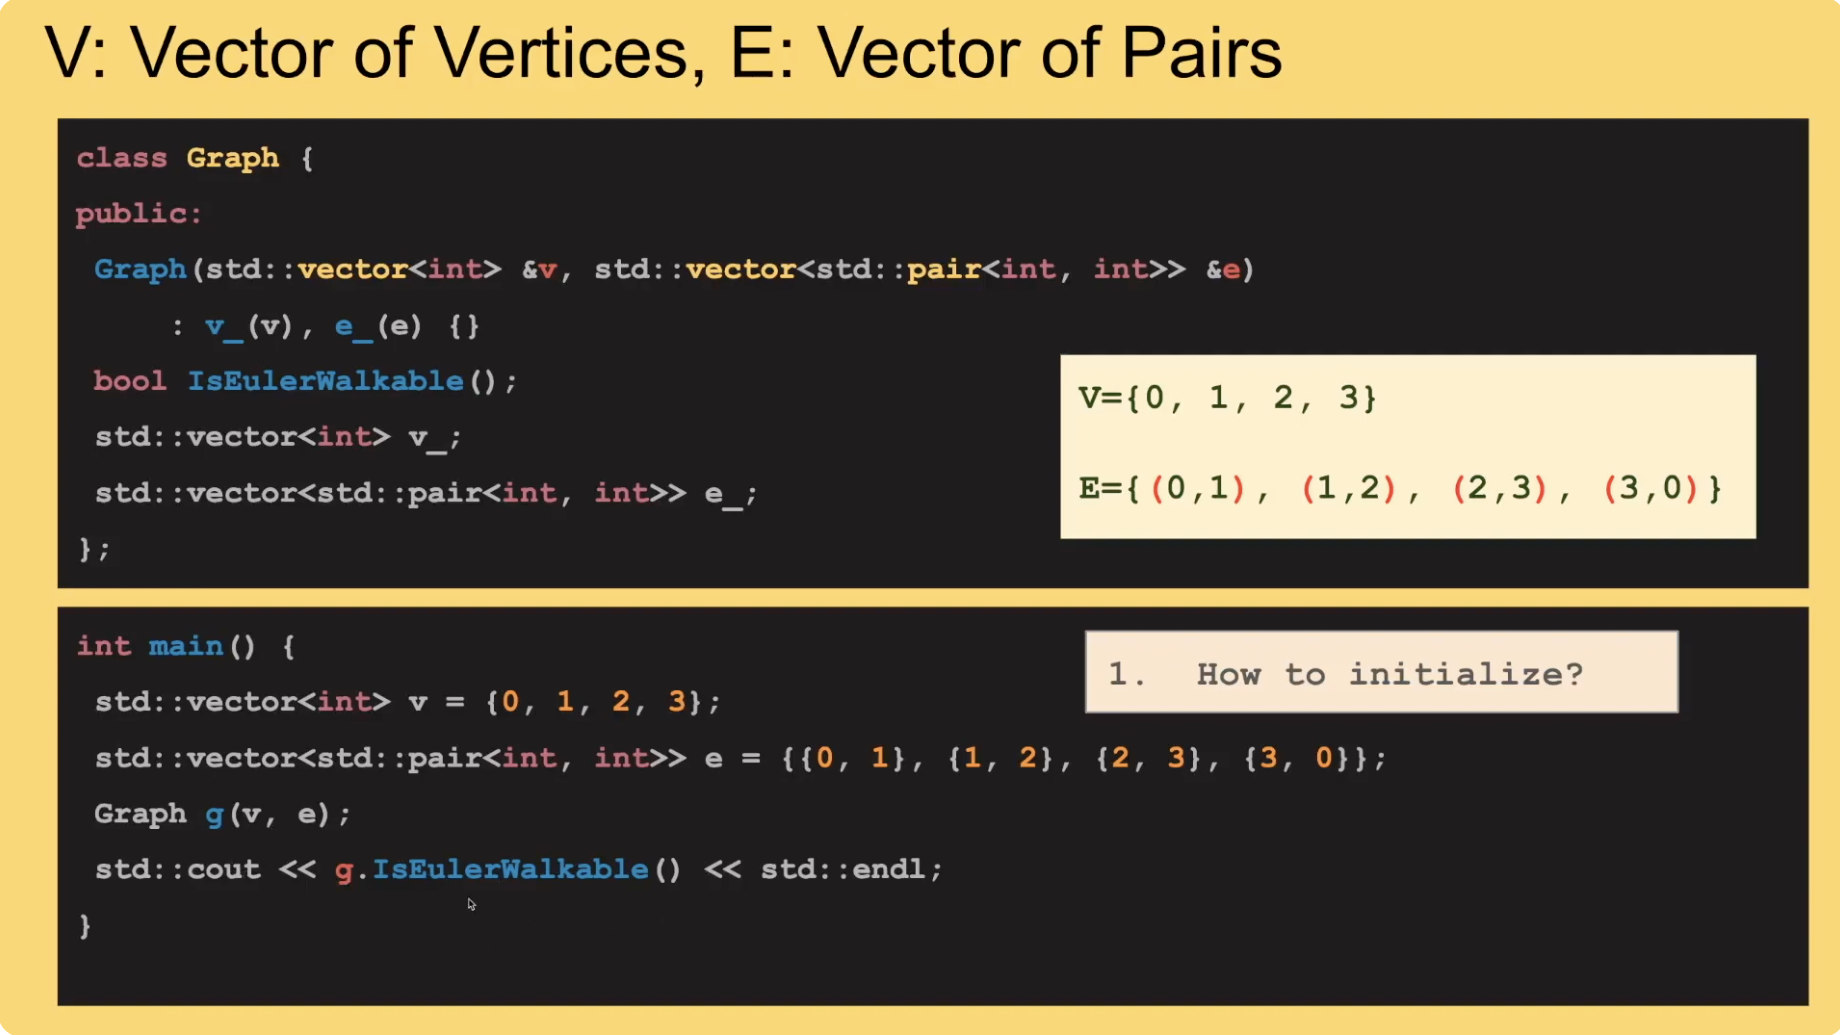 V: Vector of Vertices, E: Vector of Pairs
class Graph {
public:
Graph(std::vector<int> &v, std::vector<std::pair<int, int>> &e)
: v_(v), e_(e) {}
bool IsEulerWalkable();
std::vector<int> v_;
std::vector<std::pair<int, int>> e_;
};
V={0, 1, 2, 3}
E={(0,1), (1,2), (2,3), (3,0)}
int main() {
std::vector<int> v = {0, 1, 2, 3};
std::vector<std::pair<int, int>> e = {{0, 1}, {1, 2}, {2, 3}, {3, 0}};
Graph g(v, e);
std::cout << g.IsEulerWalkable() << std::endl;
}
1. How to initialize?